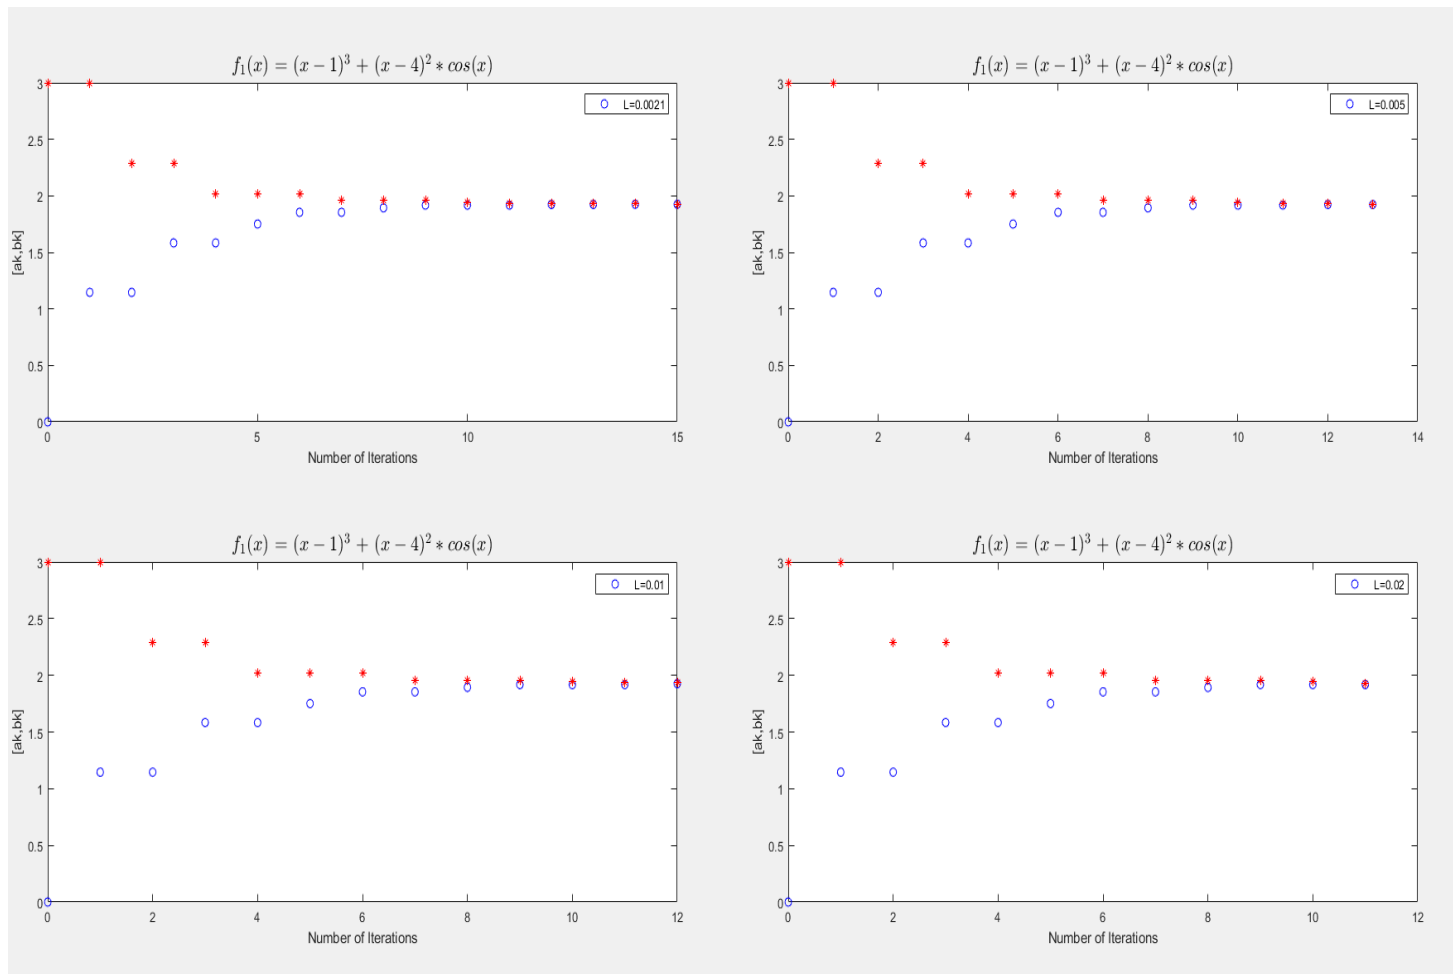 f₁(x) = (x − 1)³ + (x − 4)² ∗ cos(x)
L=0.0021
3
2.5
2
1.5
1
0.5
0
[ak,bk]
0 5 10 15
Number of Iterations
f₁(x) = (x − 1)³ + (x − 4)² ∗ cos(x)
L=0.005
3
2.5
2
1.5
1
0.5
0
[ak,bk]
0 2 4 6 8 10 12 14
Number of Iterations
f₁(x) = (x − 1)³ + (x − 4)² ∗ cos(x)
L=0.01
3
2.5
2
1.5
1
0.5
0
[ak,bk]
0 2 4 6 8 10 12
Number of Iterations
f₁(x) = (x − 1)³ + (x − 4)² ∗ cos(x)
L=0.02
3
2.5
2
1.5
1
0.5
0
[ak,bk]
0 2 4 6 8 10 12
Number of Iterations